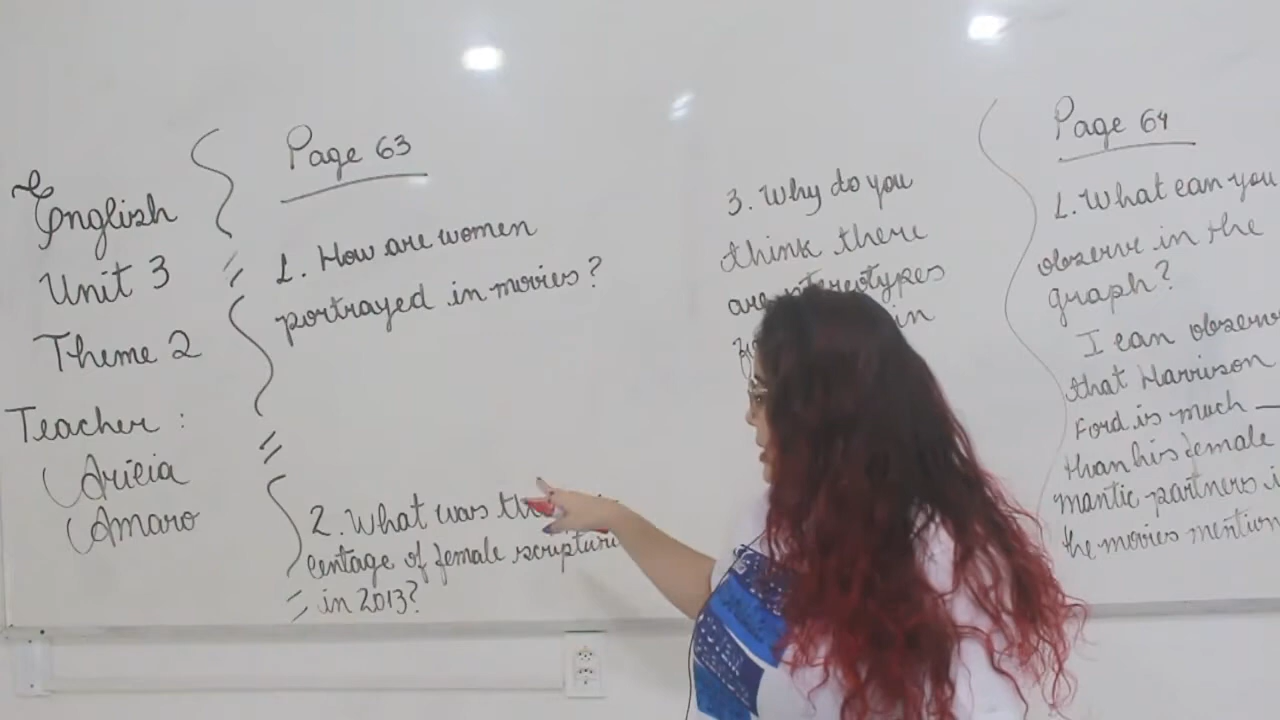 English
Unit 3
Theme 2
Teacher :
Aricia
Amaro
Page 63
1. How are women
portrayed in movies?
2. What was
centage of female
in 2013?
3. Why do you
think there
are stereotypes
in
Page 64
1. What can you
observe in the
graph?
I can observe
that Harrison
Ford is much
than his female
mantic partners
the movies mention